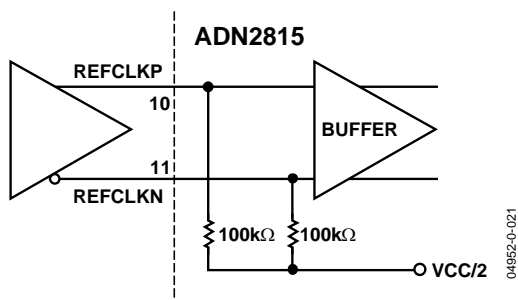 ADN2815
REFCLKP
10
BUFFER
11
REFCLKN
100kΩ
100kΩ
VCC/2
04952-0-021